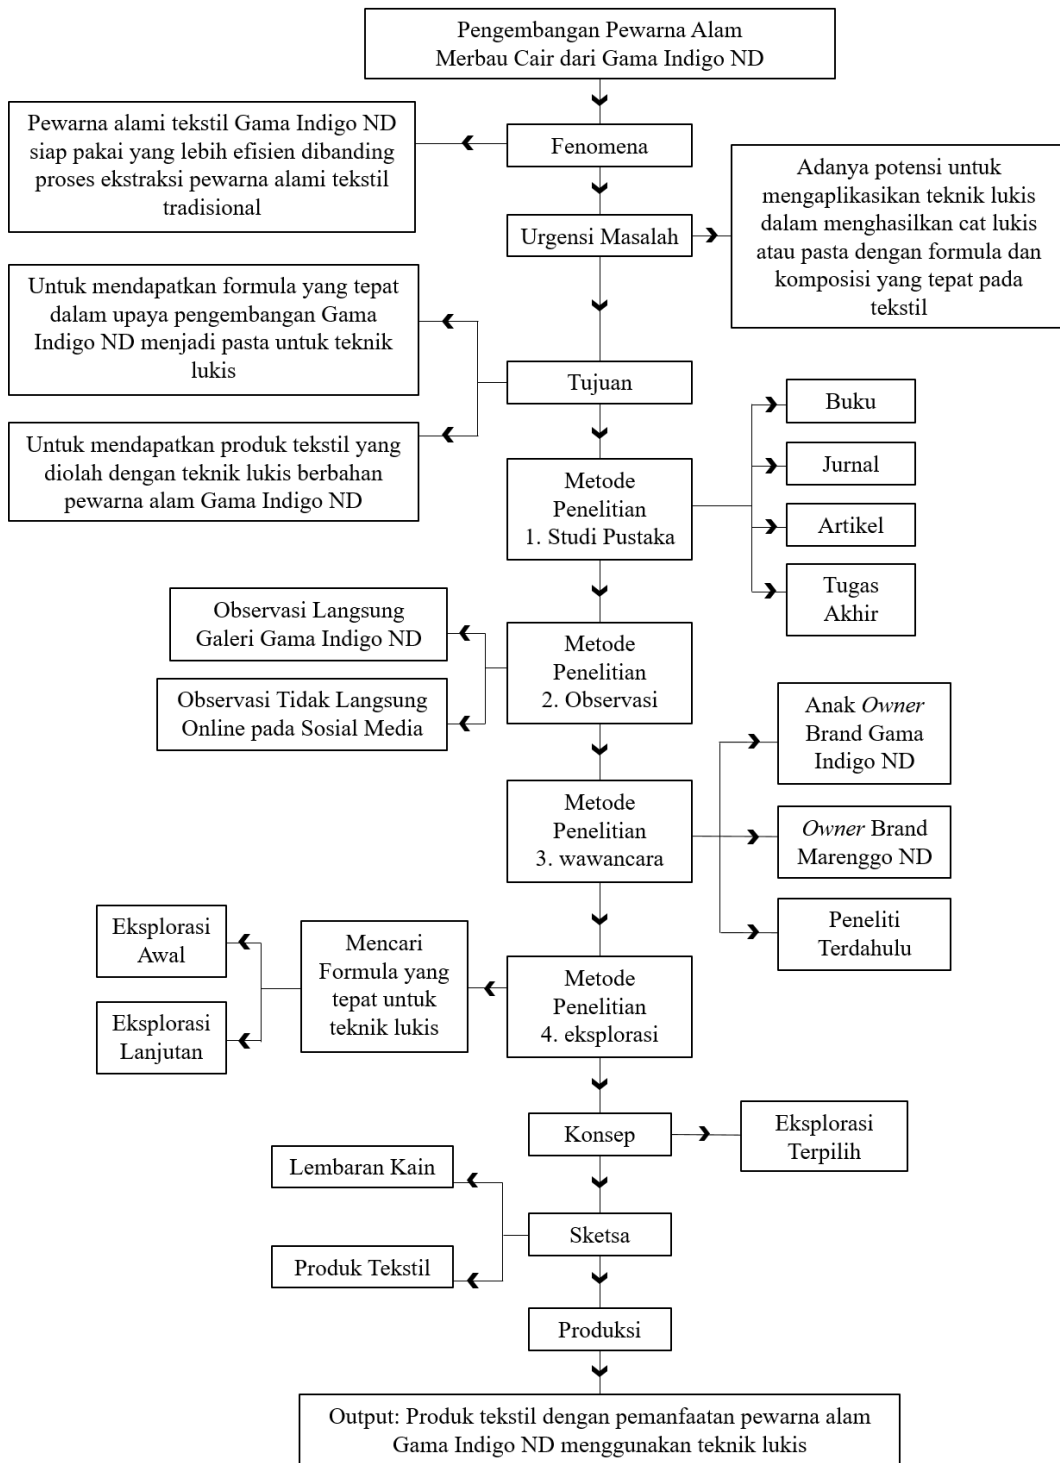 Pengembangan Pewarna Alam
Merbau Cair dari Gama Indigo ND
Pewarna alami tekstil Gama Indigo ND
siap pakai yang lebih efisien dibanding
proses ekstraksi pewarna alami tekstil
tradisional
Fenomena
Urgensi Masalah
Adanya potensi untuk
mengaplikasikan teknik lukis
dalam menghasilkan cat lukis
atau pasta dengan formula dan
komposisi yang tepat pada
tekstil
Untuk mendapatkan formula yang tepat
dalam upaya pengembangan Gama
Indigo ND menjadi pasta untuk teknik
lukis
Tujuan
Untuk mendapatkan produk tekstil yang
diolah dengan teknik lukis berbahan
pewarna alam Gama Indigo ND
Metode
Penelitian
1. Studi Pustaka
Buku
Jurnal
Artikel
Tugas
Akhir
Observasi Langsung
Galeri Gama Indigo ND
Observasi Tidak Langsung
Online pada Sosial Media
Metode
Penelitian
2. Observasi
Metode
Penelitian
3. wawancara
Anak Owner
Brand Gama
Indigo ND
Owner Brand
Marenggo ND
Peneliti
Terdahulu
Eksplorasi
Awal
Eksplorasi
Lanjutan
Mencari
Formula yang
tepat untuk
teknik lukis
Metode
Penelitian
4. eksplorasi
Konsep
Eksplorasi
Terpilih
Lembaran Kain
Produk Tekstil
Sketsa
Produksi
Output: Produk tekstil dengan pemanfaatan pewarna alam
Gama Indigo ND menggunakan teknik lukis